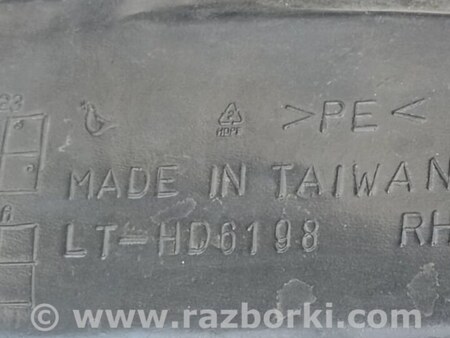 23
2
HDPE
>PE<
MADE IN TAIWAN
A
LT-HD6198 RH
© www.razborki.com